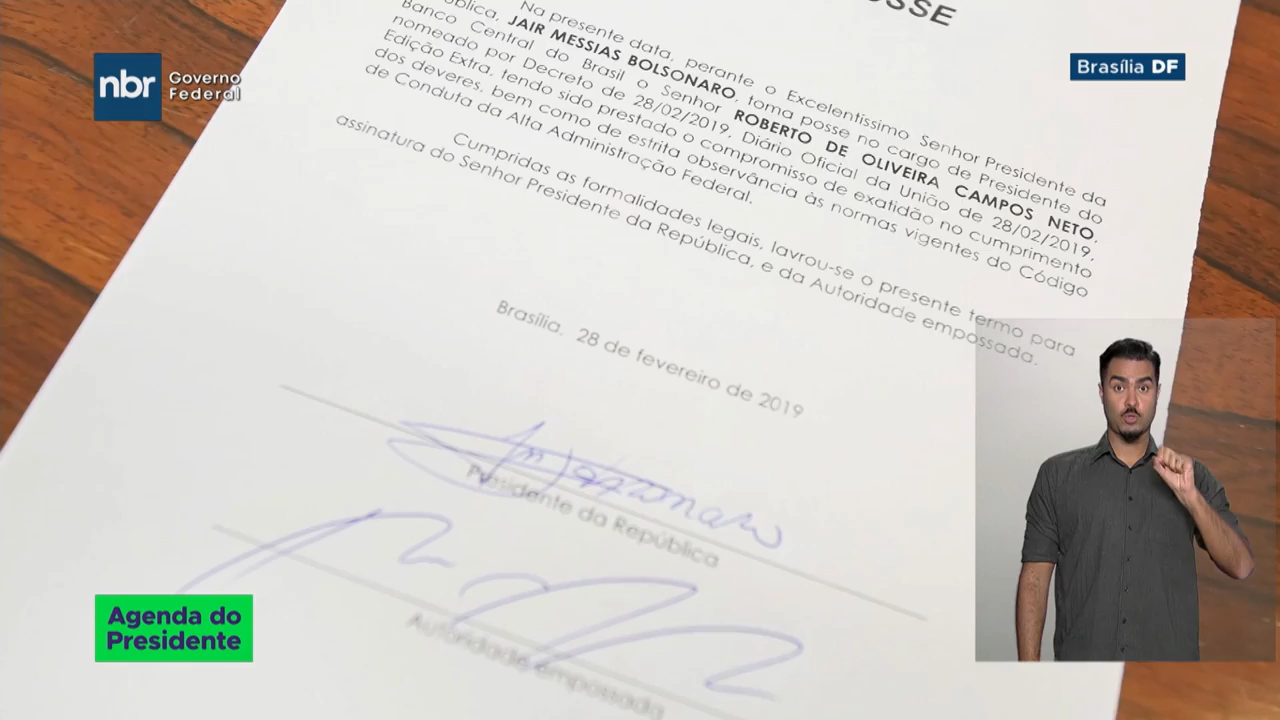 OSSE
Na presente data, perante o Excelentíssimo Senhor Presidente da
pública, JAIR MESSIAS BOLSONARO, toma posse no cargo de Presidente do
Banco Central do Brasil o Senhor ROBERTO DE OLIVEIRA CAMPOS NETO,
nomeado por Decreto de 28/02/2019, Diário Oficial da União de 28/02/2019,
Edição Extra, tendo sido prestado o compromisso de exatidão no cumprimento
dos deveres, bem como de estrita observância às normas vigentes do Código
de Conduta da Alta Administração Federal.
Cumpridas as formalidades legais, lavrou-se o presente termo para
assinatura do Senhor Presidente da República, e da Autoridade empossada.
Brasília, 28 de fevereiro de 2019
Presidente da República
Autoridade empossada
nbr
Governo
Federal
Brasília DF
Agenda do
Presidente